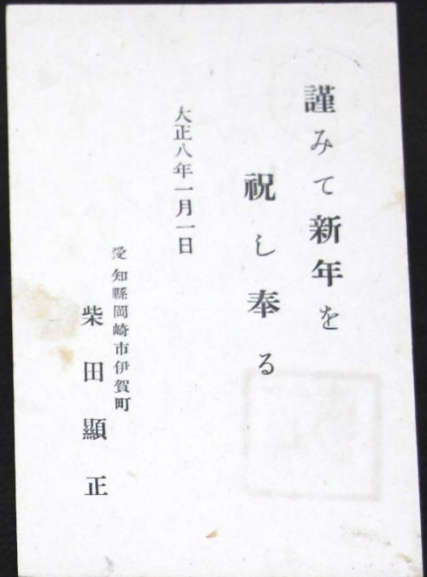 謹みて新年を
祝し奉る
大正八年一月一日
愛知縣岡崎市伊賀町
柴田顯正